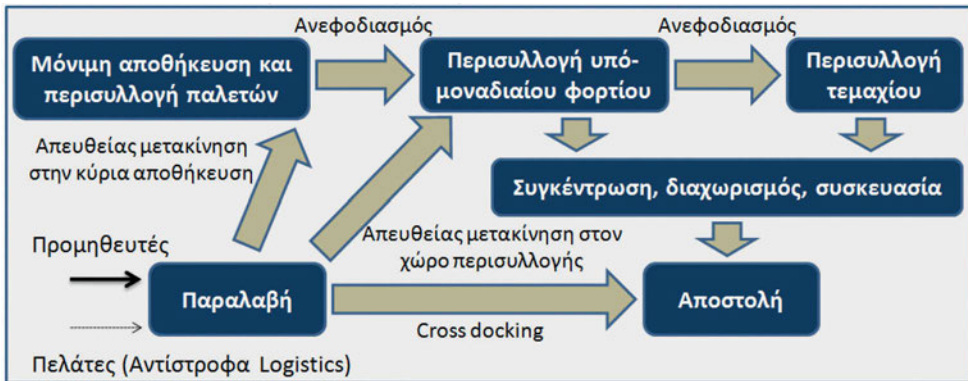 Ανεφοδιασμός
Ανεφοδιασμός
Μόνιμη αποθήκευση και
περισυλλογή παλετών
Περισυλλογή υπό-
μοναδιαίου φορτίου
Περισυλλογή
τεμαχίου
Απευθείας μετακίνηση
στην κύρια αποθήκευση
Συγκέντρωση, διαχωρισμός, συσκευασία
Προμηθευτές
Απευθείας μετακίνηση στον
χώρο περισυλλογής
Παραλαβή
Αποστολή
Cross docking
Πελάτες (Αντίστροφα Logistics)